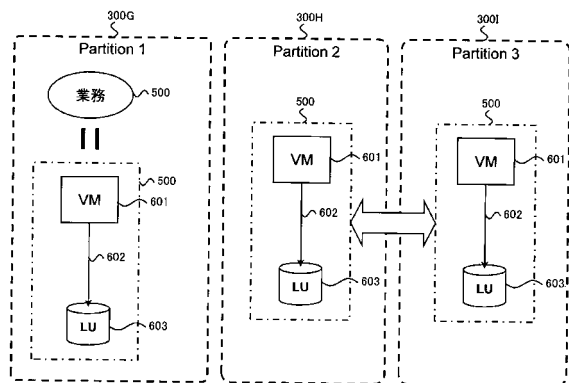 300G
Partition 1
業務
500
500
VM
601
602
LU
603
300H
Partition 2
500
VM
601
602
LU
603
300I
Partition 3
500
VM
601
602
LU
603